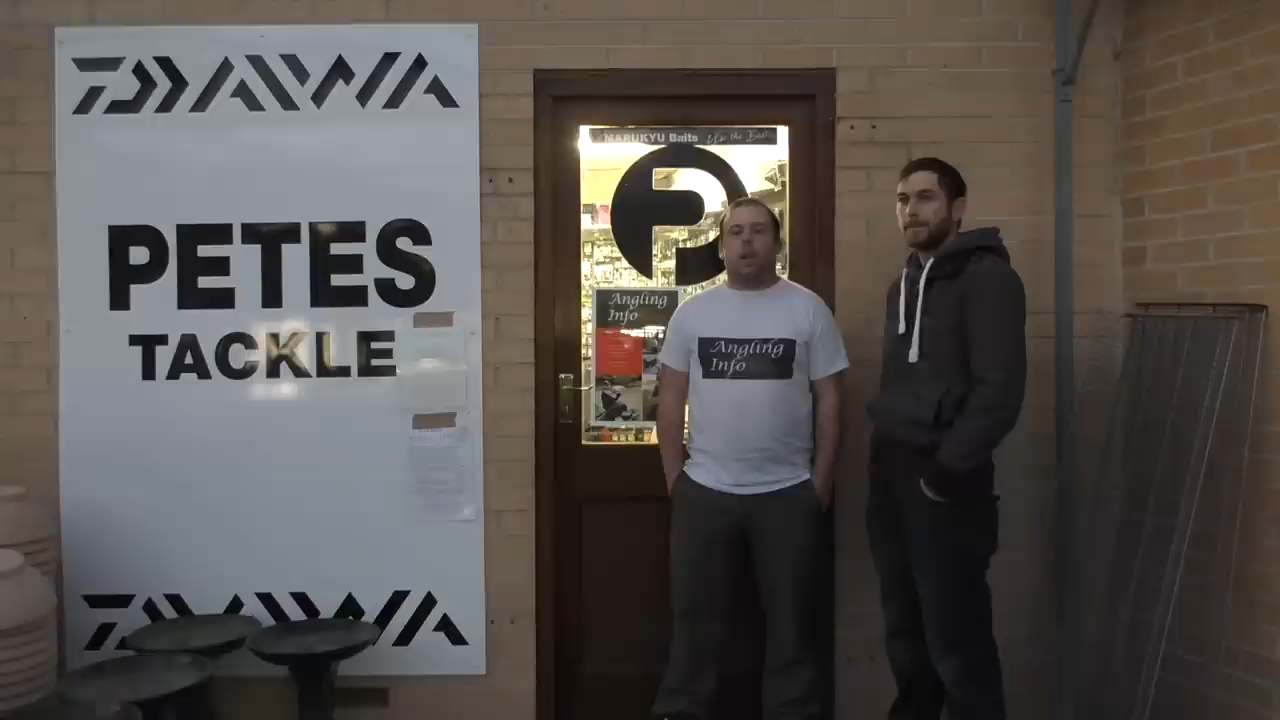 DAIWA
PETES
TACKLE
DAIWA
MARUKYU Baits
P
Angling
Info
Angling
Info